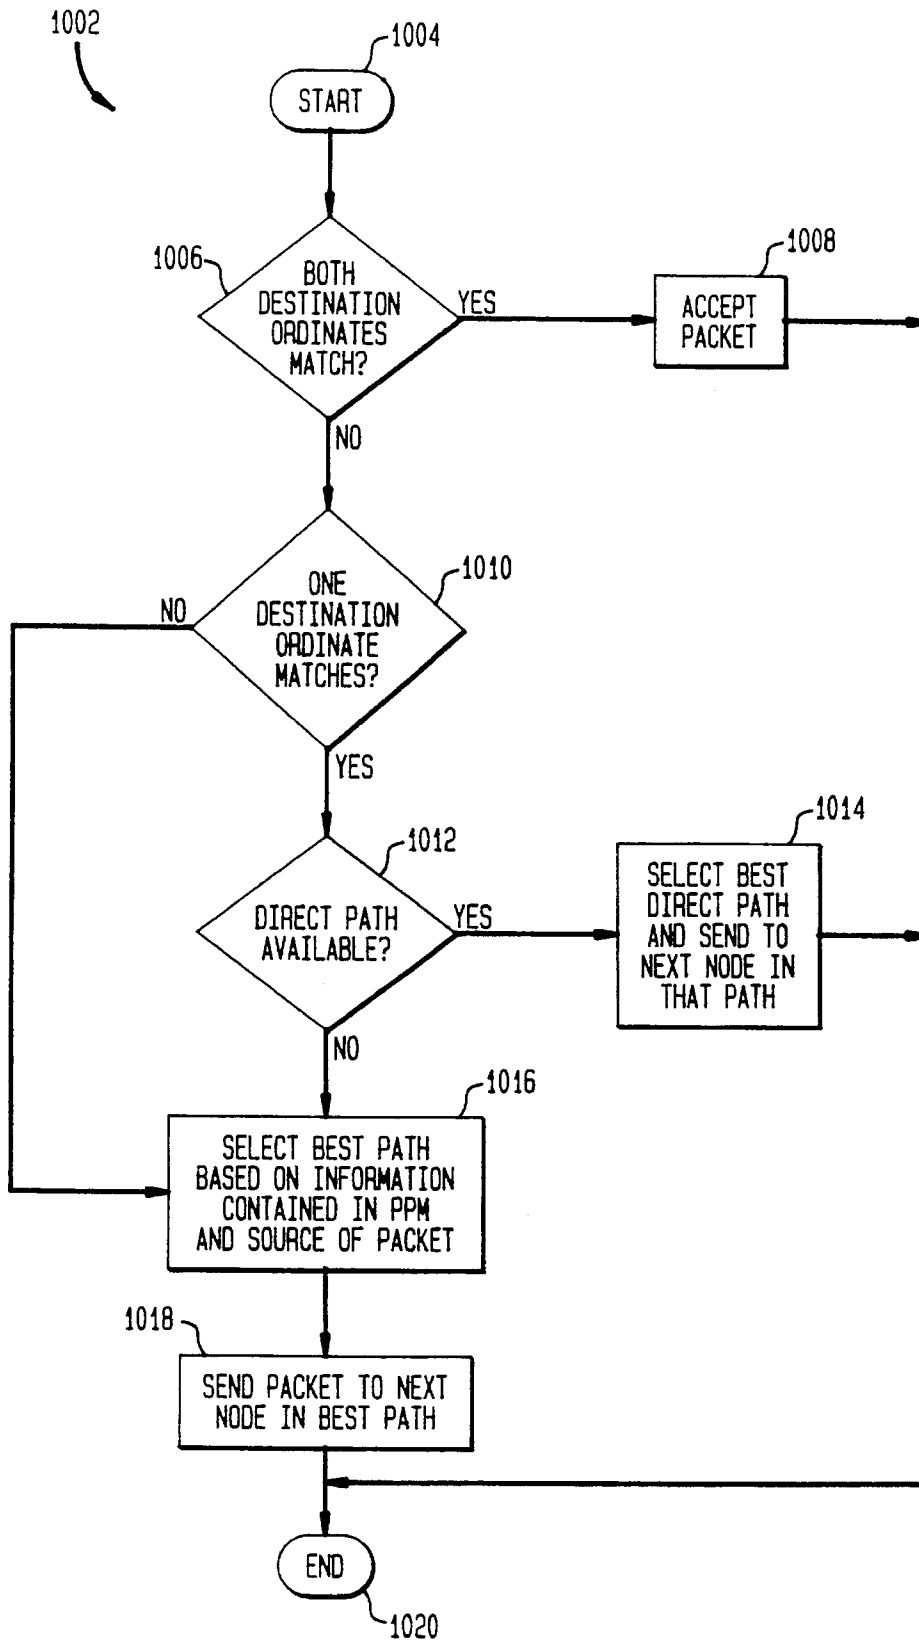 1002
1004
START
1006
BOTH
DESTINATION
ORDINATES
MATCH?
YES
1008
ACCEPT
PACKET
NO
1010
ONE
DESTINATION
ORDINATE
MATCHES?
NO
YES
1012
DIRECT PATH
AVAILABLE?
YES
1014
SELECT BEST
DIRECT PATH
AND SEND TO
NEXT NODE IN
THAT PATH
NO
1016
SELECT BEST PATH
BASED ON INFORMATION
CONTAINED IN PPM
AND SOURCE OF PACKET
1018
SEND PACKET TO NEXT
NODE IN BEST PATH
END
1020